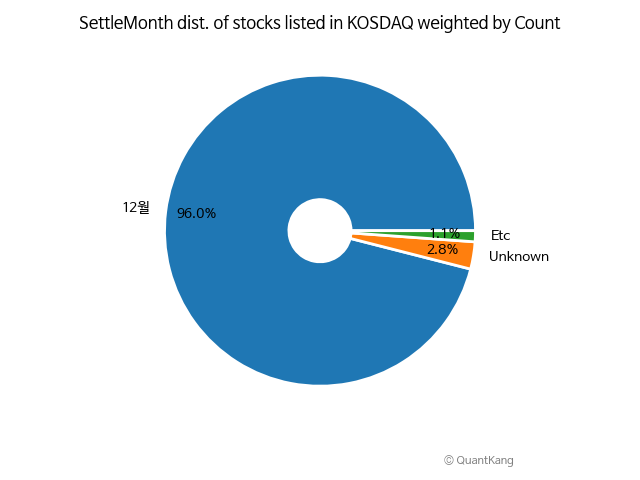 SettleMonth dist. of stocks listed in KOSDAQ weighted by Count
12월
96.0%
1.1%
Etc
2.8%
Unknown
© QuantKang